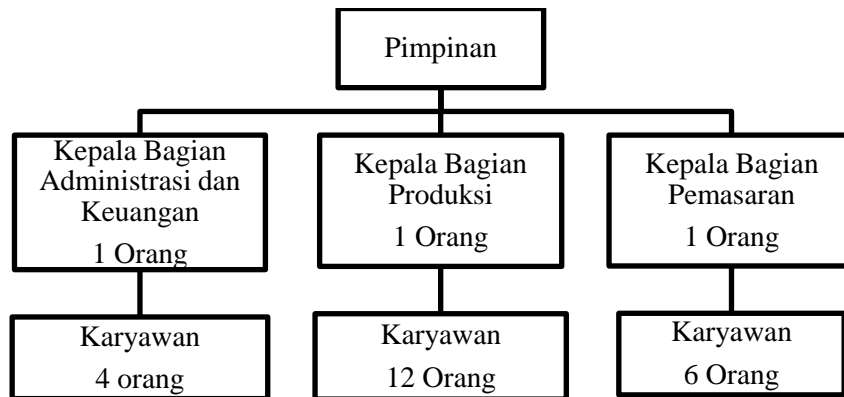 Pimpinan
Kepala Bagian
Administrasi dan
Keuangan
1 Orang
Kepala Bagian
Produksi
1 Orang
Kepala Bagian
Pemasaran
1 Orang
Karyawan
4 orang
Karyawan
12 Orang
Karyawan
6 Orang